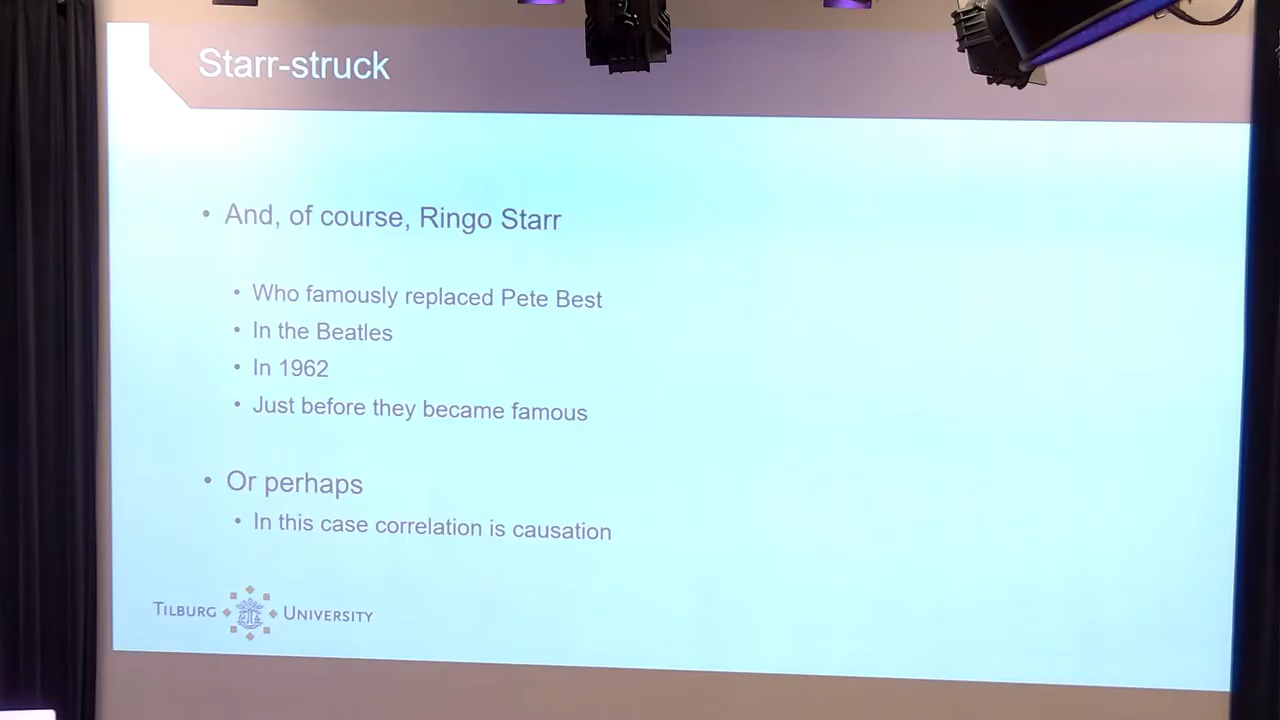 Starr-struck
• And, of course, Ringo Starr
• Who famously replaced Pete Best
• In the Beatles
• In 1962
• Just before they became famous
• Or perhaps
• In this case correlation is causation
TILBURG UNIVERSITY